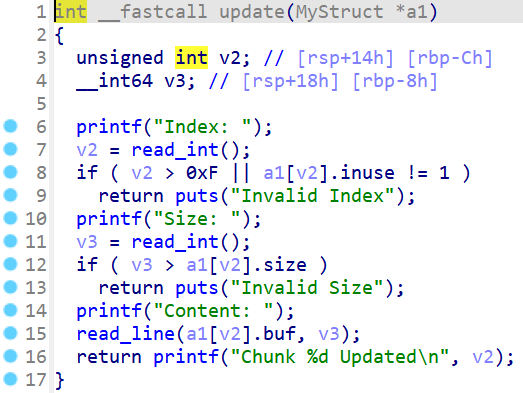 1 int __fastcall update(MyStruct *a1)
2 {
3 unsigned int v2; // [rsp+14h] [rbp-Ch]
4 __int64 v3; // [rsp+18h] [rbp-8h]
5
6 printf("Index: ");
7 v2 = read_int();
8 if ( v2 > 0xF || a1[v2].inuse != 1 )
9 return puts("Invalid Index");
10 printf("Size: ");
11 v3 = read_int();
12 if ( v3 > a1[v2].size )
13 return puts("Invalid Size");
14 printf("Content: ");
15 read_line(a1[v2].buf, v3);
16 return printf("Chunk %d Updated\n", v2);
17 }